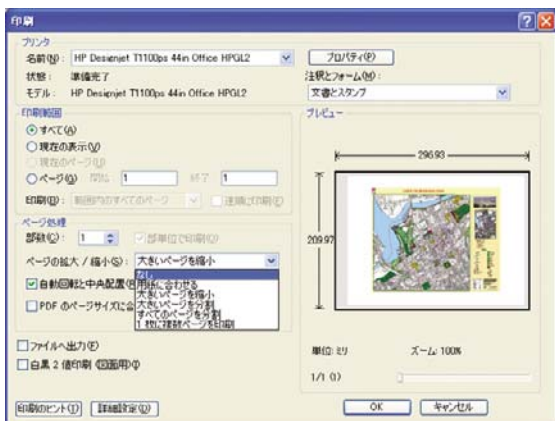 印刷
プリンタ
名前(N): HP Designjet T1100ps 44in Office HPGL2
プロパティ(P)
状態: 準備完了
注釈とフォーム(M):
モデル: HP Designjet T1100ps 44in Office HPGL2
文書とスタンプ
印刷範囲
すべて(A)
現在の表示(V)
現在のページ(U)
ページ(G) 開始 1 終了 1
印刷(R): 範囲内のすべてのページ 逆順に印刷(E)
ページ処理
部数(C): 1 部単位で印刷(O)
ページの拡大 / 縮小(S): 大きいページを縮小
なし
用紙に合わせる
大きいページを縮小
大きいページを分割
すべてのページを分割
1 枚に複数ページを印刷
自動回転と中央配置
PDF のページサイズに合
ファイルへ出力(F)
白黒 2 値印刷 (図面用)(I)
印刷のヒント(T) 詳細設定(D)
プレビュー
296.93
209.97
単位: ミリ ズーム: 100%
1/1 (1)
OK キャンセル